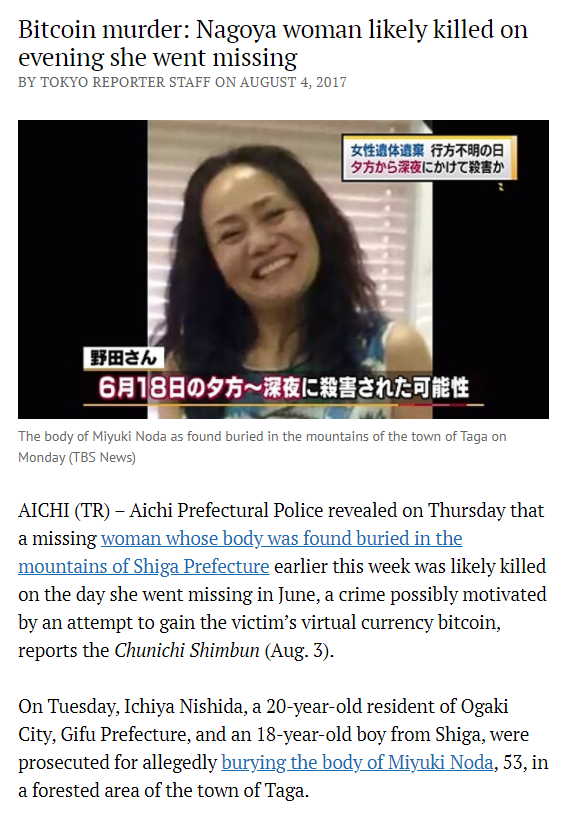 Bitcoin murder: Nagoya woman likely killed on
evening she went missing
BY TOKYO REPORTER STAFF ON AUGUST 4, 2017
女性遺体遺棄 行方不明の日
夕方から深夜にかけて殺害か
野田さん
6月18日の夕方～深夜に殺害された可能性
The body of Miyuki Noda as found buried in the mountains of the town of Taga on
Monday (TBS News)
AICHI (TR) – Aichi Prefectural Police revealed on Thursday that
a missing woman whose body was found buried in the
mountains of Shiga Prefecture earlier this week was likely killed
on the day she went missing in June, a crime possibly motivated
by an attempt to gain the victim’s virtual currency bitcoin,
reports the Chunichi Shimbun (Aug. 3).
On Tuesday, Ichiya Nishida, a 20-year-old resident of Ogaki
City, Gifu Prefecture, and an 18-year-old boy from Shiga, were
prosecuted for allegedly burying the body of Miyuki Noda, 53, in
a forested area of the town of Taga.